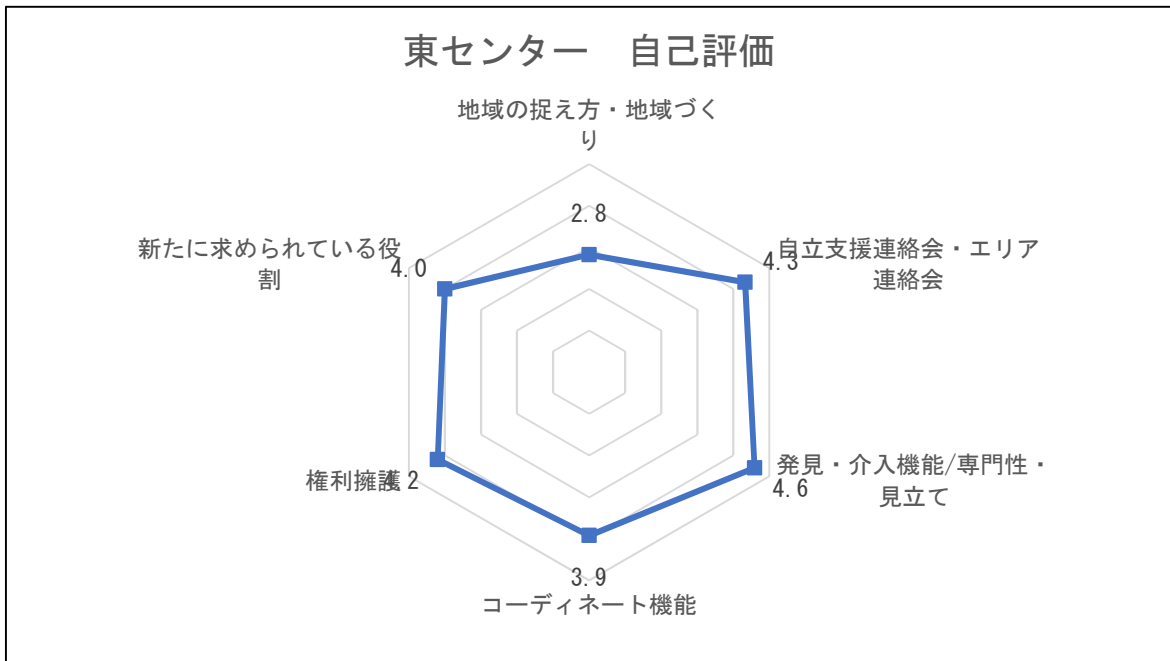 東センター　自己評価
地域の捉え方・地域づく
り
2.8
自立支援連絡会・エリア
連絡会
4.3
発見・介入機能/専門性・
見立て
4.6
3.9
コーディネート機能
権利擁護
4.2
新たに求められている役
割
4.0